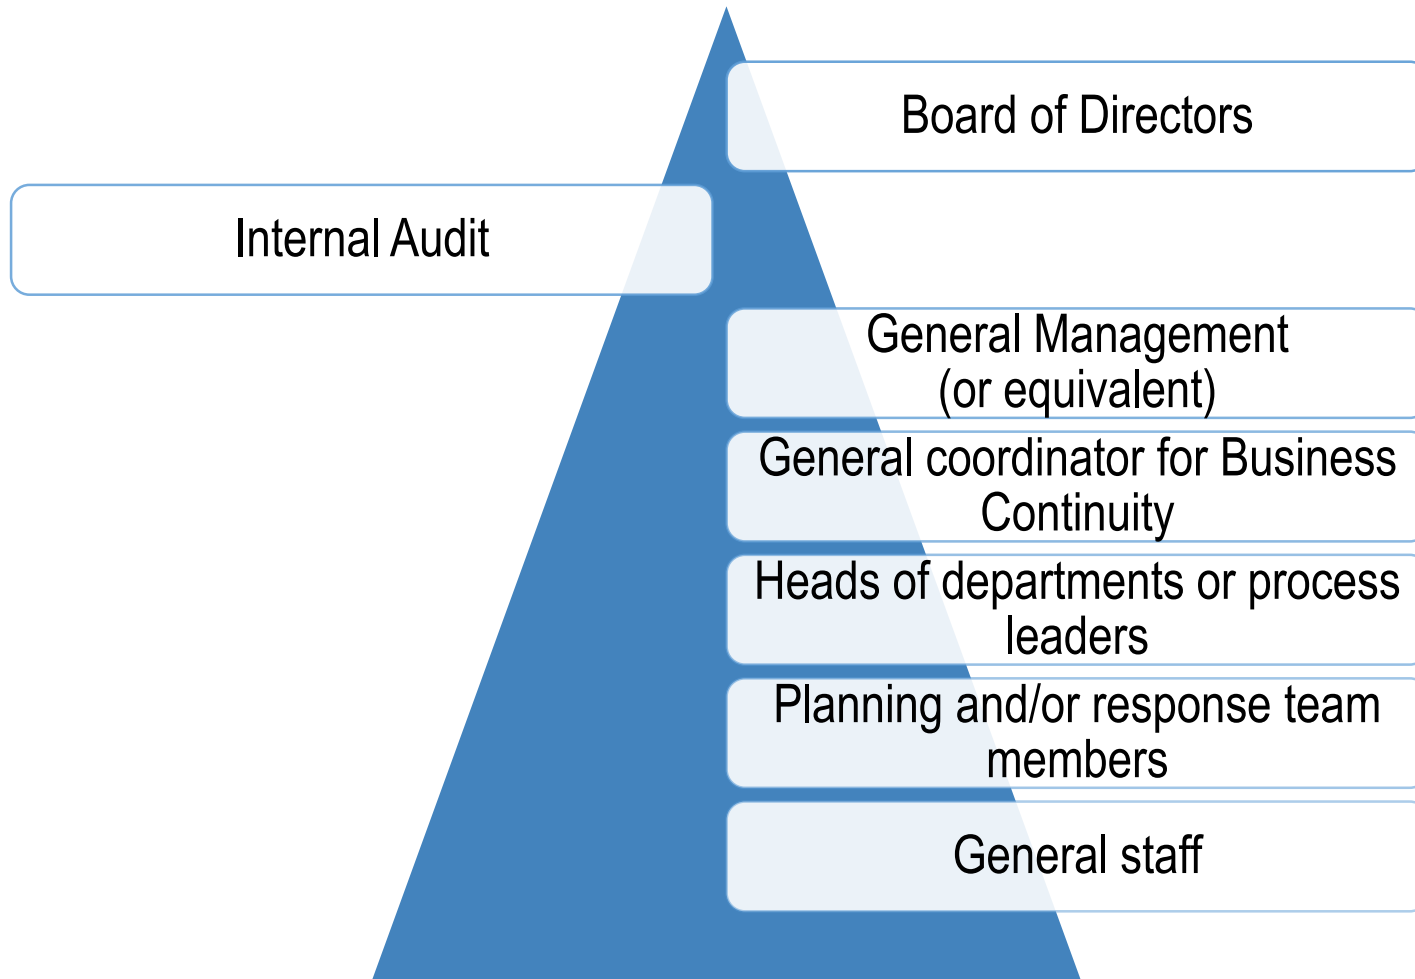 Board of Directors
Internal Audit
General Management
(or equivalent)
General coordinator for Business
Continuity
Heads of departments or process
leaders
Planning and/or response team
members
General staff